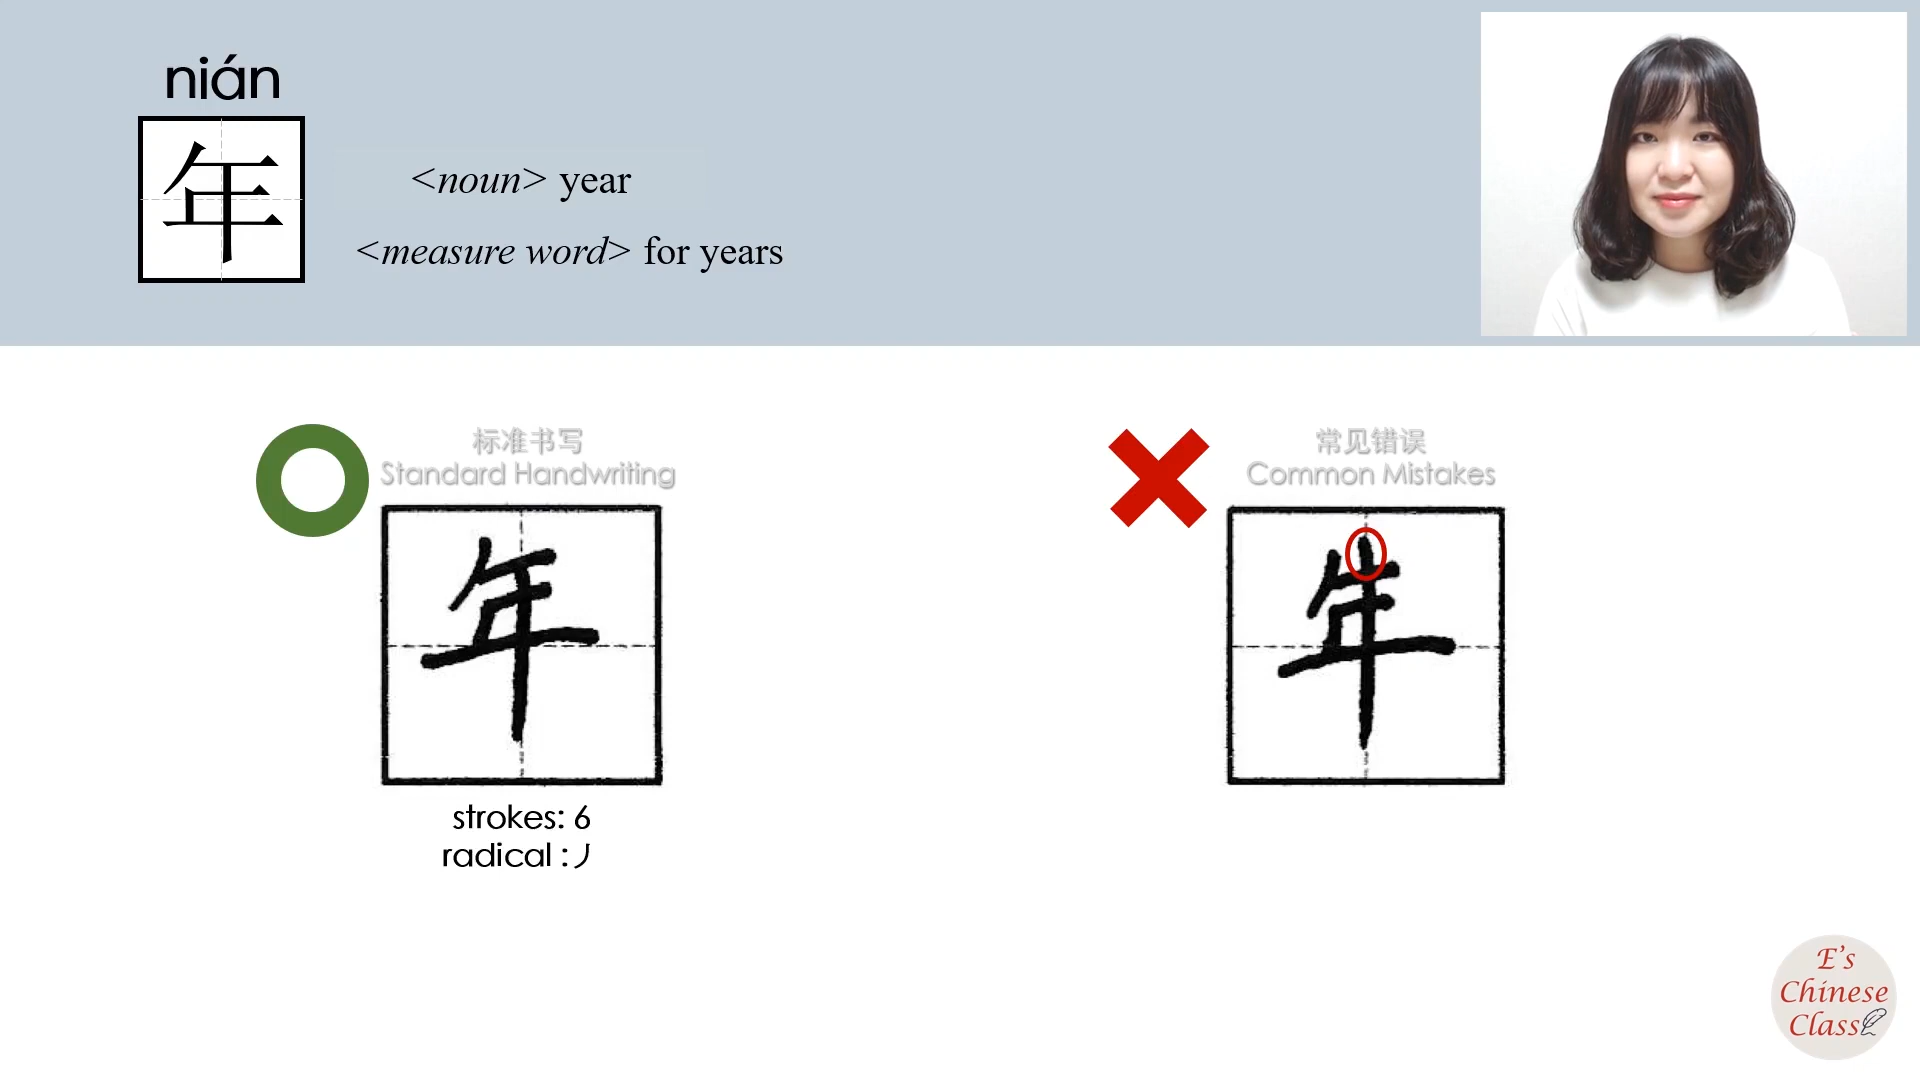 nián
年
<noun> year
<measure word> for years
标准书写
Standard Handwriting
年
strokes: 6
radical :丿
常见错误
Common Mistakes
E's
Chinese
Class